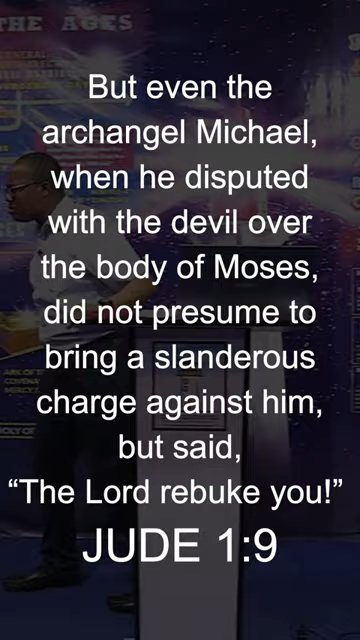 THE AGES
But even the
archangel Michael,
when he disputed
with the devil over
the body of Moses,
did not presume to
bring a slanderous
charge against him,
but said,
“The Lord rebuke you!”
JUDE 1:9